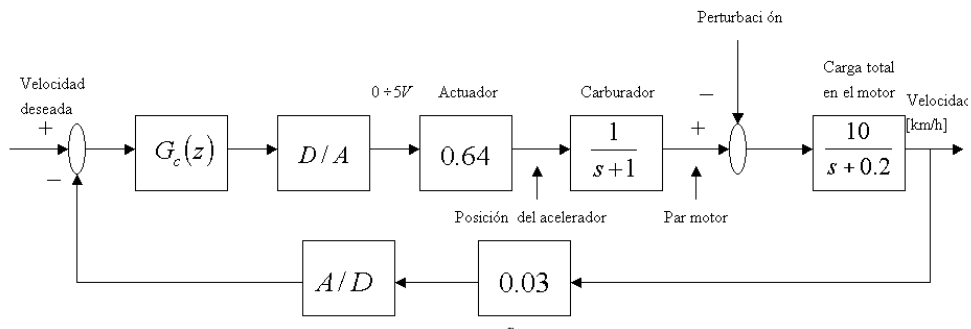 Perturbaci ón
Velocidad
deseada
0 ÷5V
Actuador
Carburador
Carga total
en el motor
Velocidad
[km/h]
+
−
G_c(z)
D/A
0.64
1
s+1
+
−
10
s+0.2
Posición del acelerador
Par motor
A/D
0.03